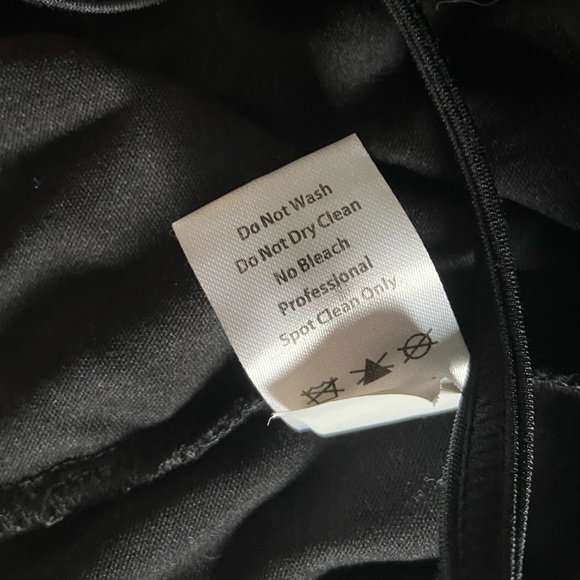 Do Not Wash
Do Not Dry Clean
No Bleach
Professional
Spot Clean Only